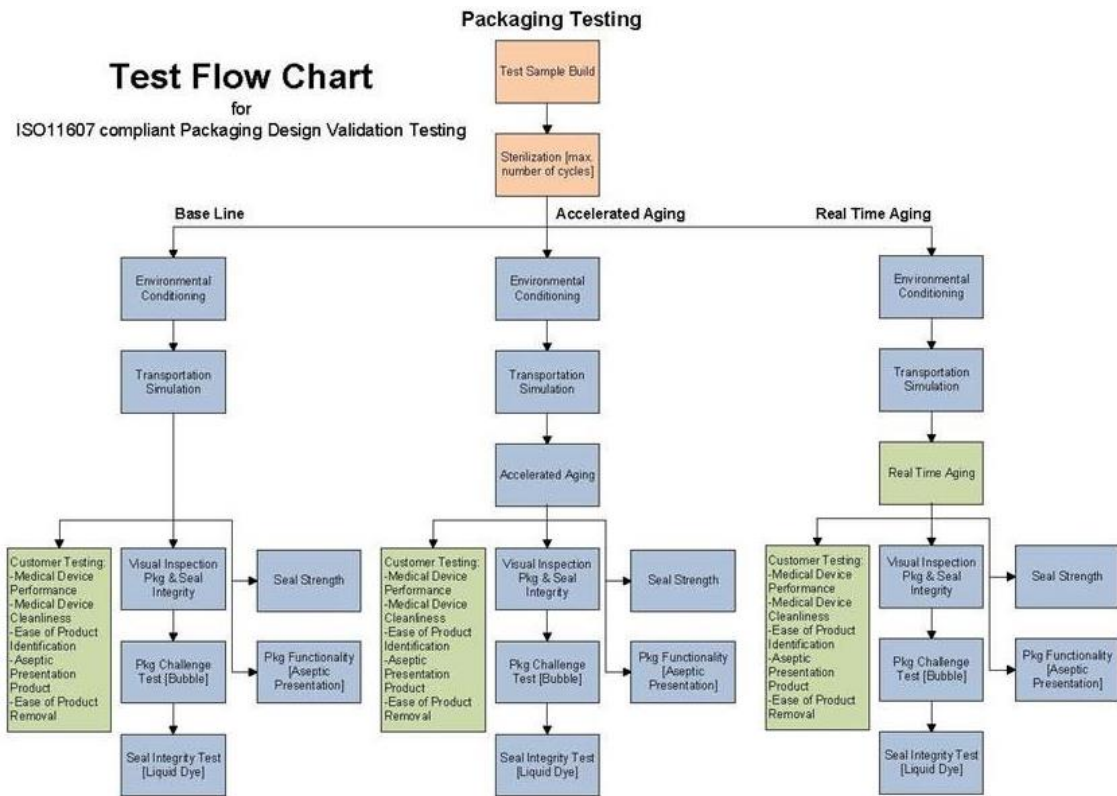 Packaging Testing
Test Flow Chart
for
ISO11607 compliant Packaging Design Validation Testing
Test Sample Build
Sterilization [max.
number of cycles]
Base Line
Accelerated Aging
Real Time Aging
Environmental
Conditioning
Environmental
Conditioning
Environmental
Conditioning
Transportation
Simulation
Transportation
Simulation
Transportation
Simulation
Accelerated Aging
Real Time Aging
Customer Testing:
-Medical Device
Performance
-Medical Device
Cleanliness
-Ease of Product
Identification
-Aseptic
Presentation
Product
-Ease of Product
Removal
Visual Inspection
Pkg & Seal
Integrity
Seal Strength
Pkg Challenge
Test [Bubble]
Pkg Functionality
[Aseptic
Presentation]
Seal Integrity Test
[Liquid Dye]
Customer Testing:
-Medical Device
Performance
-Medical Device
Cleanliness
-Ease of Product
Identification
-Aseptic
Presentation
Product
-Ease of Product
Removal
Visual Inspection
Pkg & Seal
Integrity
Seal Strength
Pkg Challenge
Test [Bubble]
Pkg Functionality
[Aseptic
Presentation]
Seal Integrity Test
[Liquid Dye]
Customer Testing:
-Medical Device
Performance
-Medical Device
Cleanliness
-Ease of Product
Identification
-Aseptic
Presentation
Product
-Ease of Product
Removal
Visual Inspection
Pkg & Seal
Integrity
Seal Strength
Pkg Challenge
Test [Bubble]
Pkg Functionality
[Aseptic
Presentation]
Seal Integrity Test
[Liquid Dye]